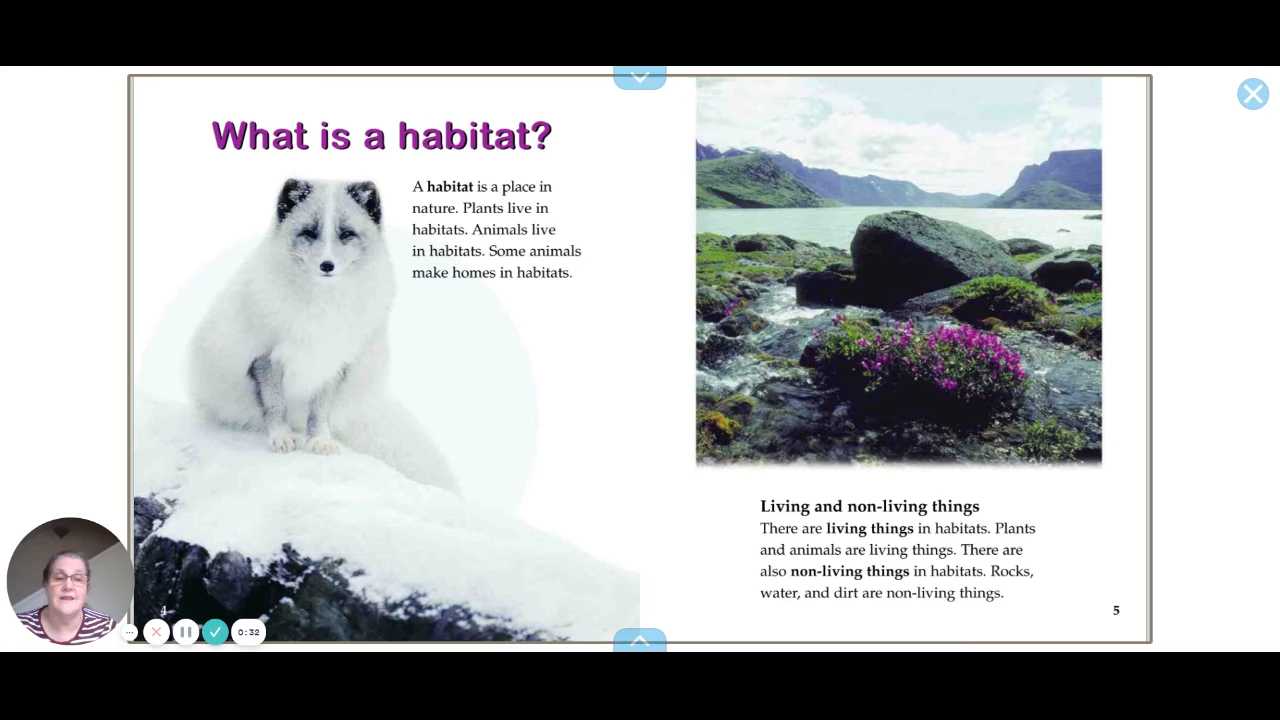 What is a habitat?
A habitat is a place in
nature. Plants live in
habitats. Animals live
in habitats. Some animals
make homes in habitats.
4
Living and non-living things
There are living things in habitats. Plants
and animals are living things. There are
also non-living things in habitats. Rocks,
water, and dirt are non-living things.
5
0:32